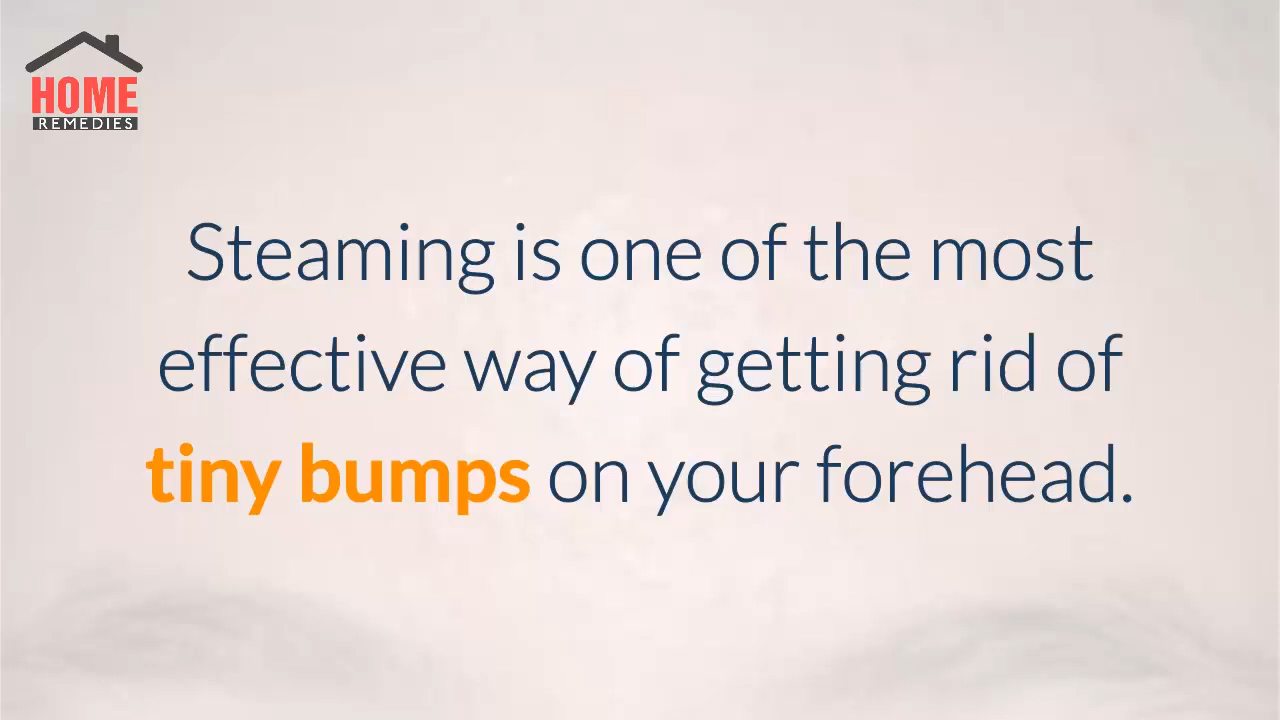 HOME
REMEDIES
Steaming is one of the most
effective way of getting rid of
tiny bumps on your forehead.